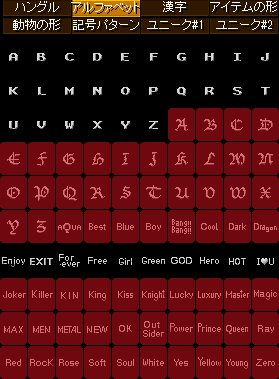 ハングル アルファベット 漢字 アイテムの形
動物の形 記号パターン ユニーク#1 ユニーク#2
A B C D E F G H I J
K L M N O P Q R S T
U V W X Y Z A B C D
E F G H I J K L M N
O P Q R S T U V W X
Y Z AQUA Best Blue Boy Bang!! Bang!! Cool Dark Dragon
Enjoy EXIT For ever Free Girl Green GOD Hero HOT I♥U
Joker Killer KIN King Kiss Knight Lucky Luxury Master Magic
MAX MEN METAL NEW OK Out Sider Power Prince Queen Ray
Red RocK Rose Soft Soul White Yes Yellow Young Zero